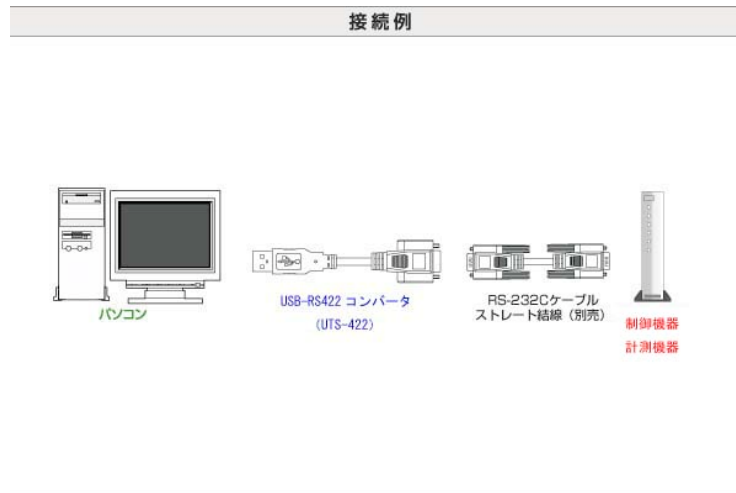 接続例
パソコン
USB-RS422 コンバータ
(UTS-422)
RS-232Cケーブル
ストレート結線（別売）
制御機器
計測機器